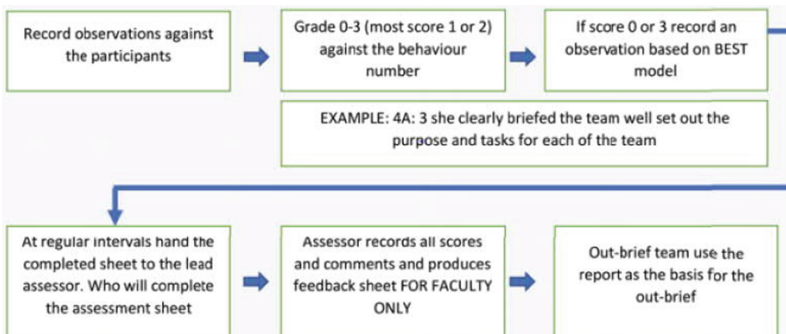 Record observations against
the participants
Grade 0-3 (most score 1 or 2)
against the behaviour
number
If score 0 or 3 record an
observation based on BEST
model
EXAMPLE: 4A: 3 she clearly briefed the team well set out the
purpose and tasks for each of the team
At regular intervals hand the
completed sheet to the lead
assessor. Who will complete
the assessment sheet
Assessor records all scores
and comments and produces
feedback sheet FOR FACULTY
ONLY
Out-brief team use the
report as the basis for the
out-brief